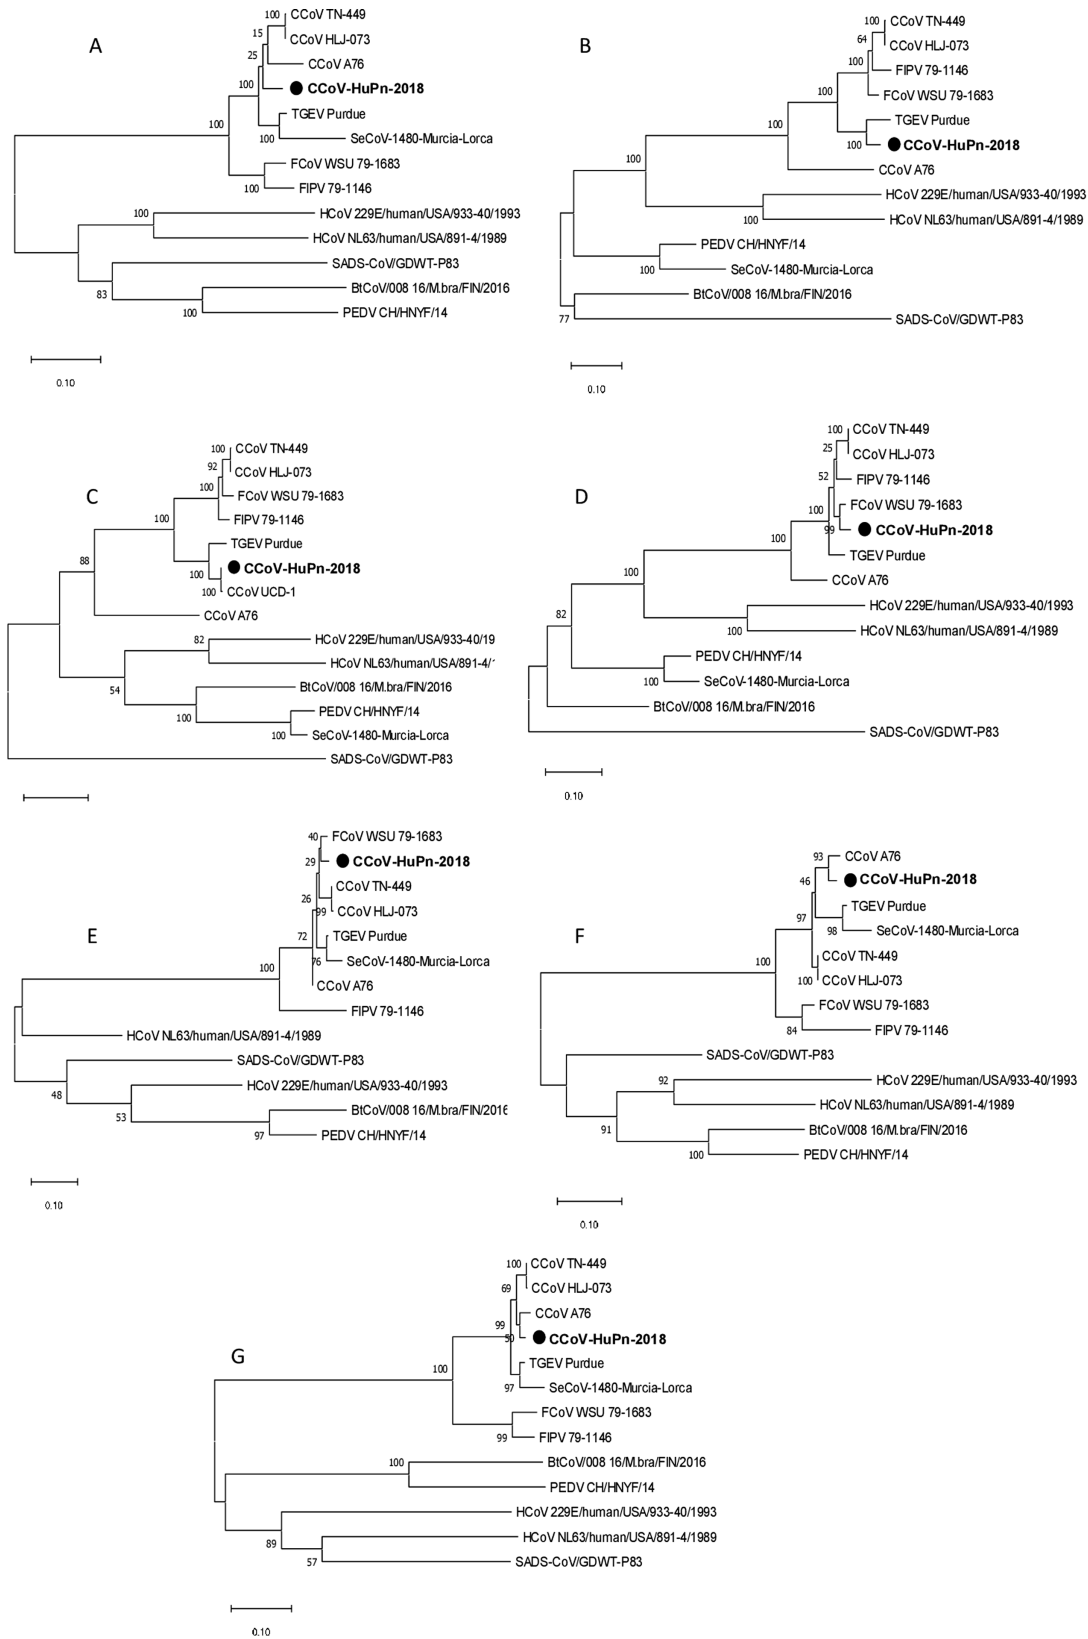 A
100
CCoV TN-449
15
CCoV HLJ-073
25
CCoV A76
100
CCoV-HuPn-2018
TGEV Purdue
100
100
SeCoV-1480-Murcia-Lorca
FCoV WSU 79-1683
100
FIPV 79-1146
100
HCoV 229E/human/USA/933-40/1993
HCoV NL63/human/USA/891-4/1989
SADS-CoV/GDWT-P83
83
BtCoV/008 16/M.bra/FIN/2016
100
PEDV CH/HNYF/14
0.10
B
100
CCoV TN-449
64
CCoV HLJ-073
100
FIPV 79-1146
100
FCoV WSU 79-1683
TGEV Purdue
100
100
CCoV-HuPn-2018
100
CCoV A76
HCoV 229E/human/USA/933-40/1993
100
HCoV NL63/human/USA/891-4/1989
PEDV CH/HNYF/14
100
SeCoV-1480-Murcia-Lorca
BtCoV/008 16/M.bra/FIN/2016
77
SADS-CoV/GDWT-P83
0.10
C
100
CCoV TN-449
92
CCoV HLJ-073
100
FCoV WSU 79-1683
100
FIPV 79-1146
TGEV Purdue
88
100
CCoV-HuPn-2018
100
CCoV UCD-1
CCoV A76
82
HCoV 229E/human/USA/933-40/19
HCoV NL63/human/USA/891-4/
54
BtCoV/008 16/M.bra/FIN/2016
100
PEDV CH/HNYF/14
100
SeCoV-1480-Murcia-Lorca
SADS-CoV/GDWT-P83
D
100
CCoV TN-449
25
CCoV HLJ-073
52
FIPV 79-1146
100
FCoV WSU 79-1683
99
CCoV-HuPn-2018
100
TGEV Purdue
100
CCoV A76
HCoV 229E/human/USA/933-40/1993
82
100
HCoV NL63/human/USA/891-4/1989
PEDV CH/HNYF/14
100
SeCoV-1480-Murcia-Lorca
BtCoV/008 16/M.bra/FIN/2016
SADS-CoV/GDWT-P83
0.10
E
40
FCoV WSU 79-1683
29
CCoV-HuPn-2018
26
CCoV TN-449
99
CCoV HLJ-073
72
TGEV Purdue
76
SeCoV-1480-Murcia-Lorca
100
CCoV A76
FIPV 79-1146
HCoV NL63/human/USA/891-4/1989
SADS-CoV/GDWT-P83
48
HCoV 229E/human/USA/933-40/1993
53
BtCoV/008 16/M.bra/FIN/2016
97
PEDV CH/HNYF/14
0.10
F
93
CCoV A76
46
CCoV-HuPn-2018
97
TGEV Purdue
98
SeCoV-1480-Murcia-Lorca
CCoV TN-449
100
100
CCoV HLJ-073
FCoV WSU 79-1683
84
FIPV 79-1146
SADS-CoV/GDWT-P83
92
HCoV 229E/human/USA/933-40/1993
HCoV NL63/human/USA/891-4/1989
91
BtCoV/008 16/M.bra/FIN/2016
100
PEDV CH/HNYF/14
0.10
G
100
CCoV TN-449
69
CCoV HLJ-073
CCoV A76
99
50
CCoV-HuPn-2018
TGEV Purdue
100
97
SeCoV-1480-Murcia-Lorca
FCoV WSU 79-1683
99
FIPV 79-1146
100
BtCoV/008 16/M.bra/FIN/2016
PEDV CH/HNYF/14
HCoV 229E/human/USA/933-40/1993
89
HCoV NL63/human/USA/891-4/1989
57
SADS-CoV/GDWT-P83
0.10